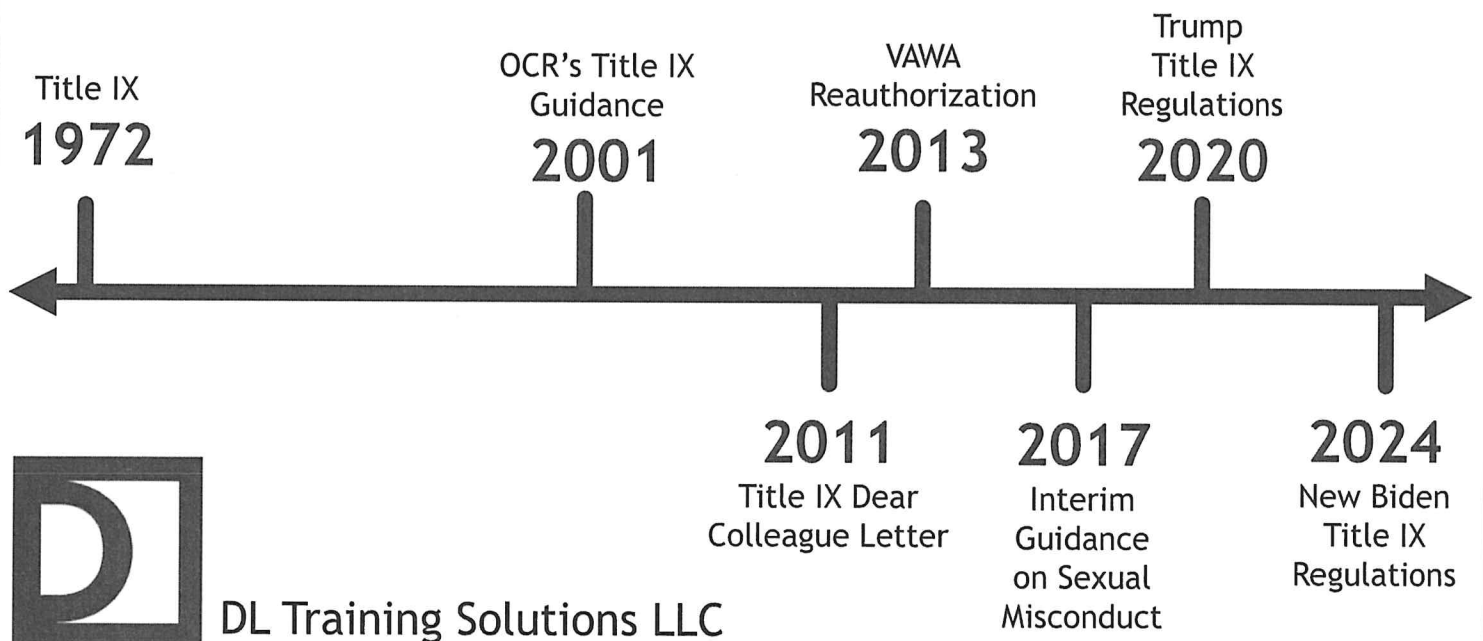 Title IX
1972
OCR's Title IX
Guidance
2001
VAWA
Reauthorization
2013
Trump
Title IX
Regulations
2020
2011
Title IX Dear
Colleague Letter
2017
Interim
Guidance
on Sexual
Misconduct
2024
New Biden
Title IX
Regulations
DL Training Solutions LLC